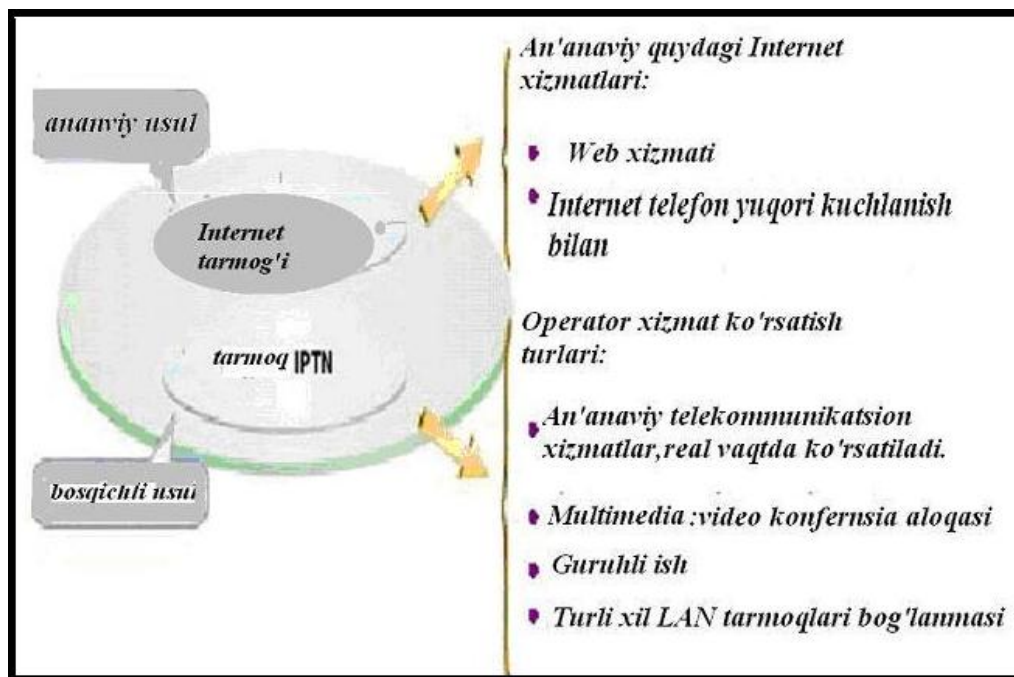 ananviy usul
Internet
tarmog'i
tarmoq IPTN
bosqichli usul
An'anaviy quydagi Internet
xizmatlari:
Web xizmati
Internet telefon yuqori kuchlanish
bilan
Operator xizmat ko'rsatish
turlari:
An'anaviy telekommunikatsion
xizmatlar,real vaqtda ko'rsatiladi.
Multimedia :video konfernsia aloqasi
Guruhli ish
Turli xil LAN tarmoqlari bog'lanmasi